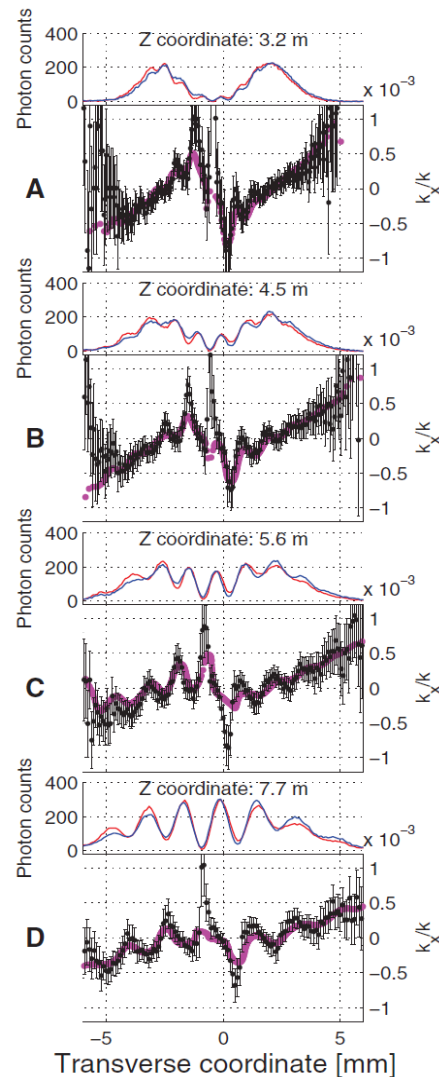 Z coordinate: 3.2 m
Photon counts
400
200
0
x 10⁻³
A
1
0.5
0
−0.5
−1
kₓ/k
Z coordinate: 4.5 m
Photon counts
400
200
0
x 10⁻³
B
1
0.5
0
−0.5
−1
kₓ/k
Z coordinate: 5.6 m
Photon counts
400
200
0
x 10⁻³
C
1
0.5
0
−0.5
−1
kₓ/k
Z coordinate: 7.7 m
Photon counts
400
200
0
x 10⁻³
D
1
0.5
0
−0.5
−1
kₓ/k
−5 0 5
Transverse coordinate [mm]